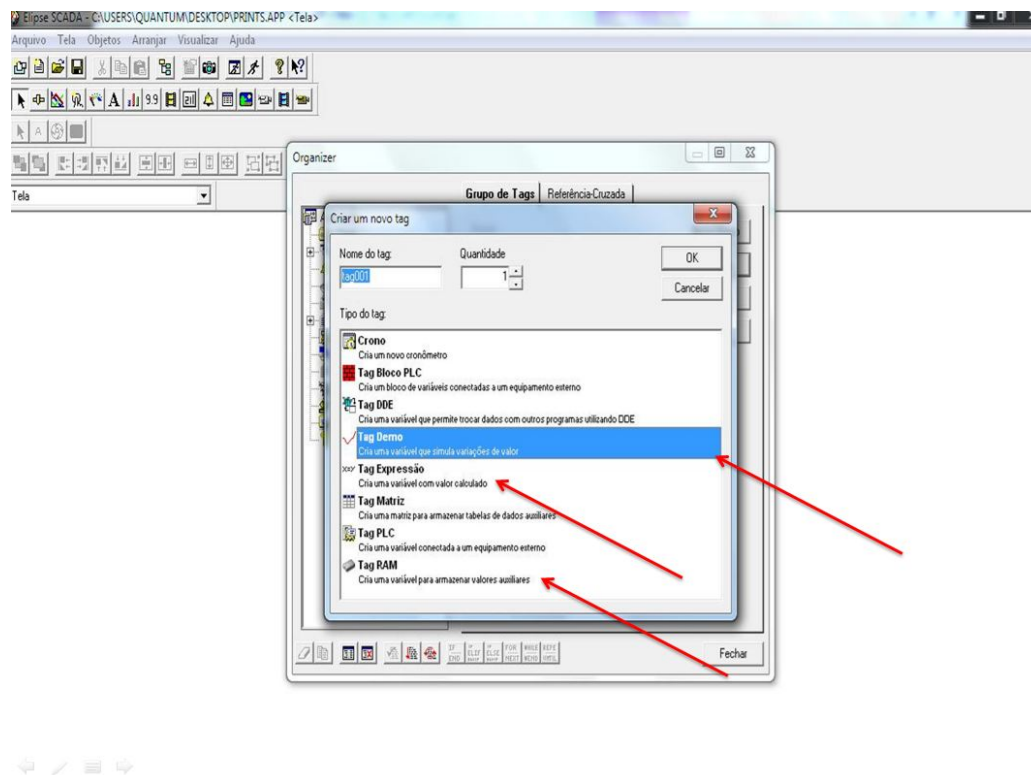 Elipse SCADA - C:\USERS\QUANTUM\DESKTOP\PRINTS.APP <Tela>
Arquivo Tela Objetos Arranjar Visualizar Ajuda
Tela
Organizer
Grupo de Tags Referência-Cruzada
Criar um novo tag
Nome do tag: Quantidade
OK
tag001 1
Cancelar
Tipo do tag:
Crono
Cria um novo cronômetro
Tag Bloco PLC
Cria um bloco de variáveis conectadas a um equipamento externo
Tag DDE
Cria uma variável que permite trocar dados com outros programas utilizando DDE
Tag Demo
Cria uma variável que simula variações de valor
Tag Expressão
Cria uma variável com valor calculado
Tag Matriz
Cria uma matriz para armazenar tabelas de dados auxiliares
Tag PLC
Cria uma variável conectada a um equipamento externo
Tag RAM
Cria uma variável para armazenar valores auxiliares
Fechar